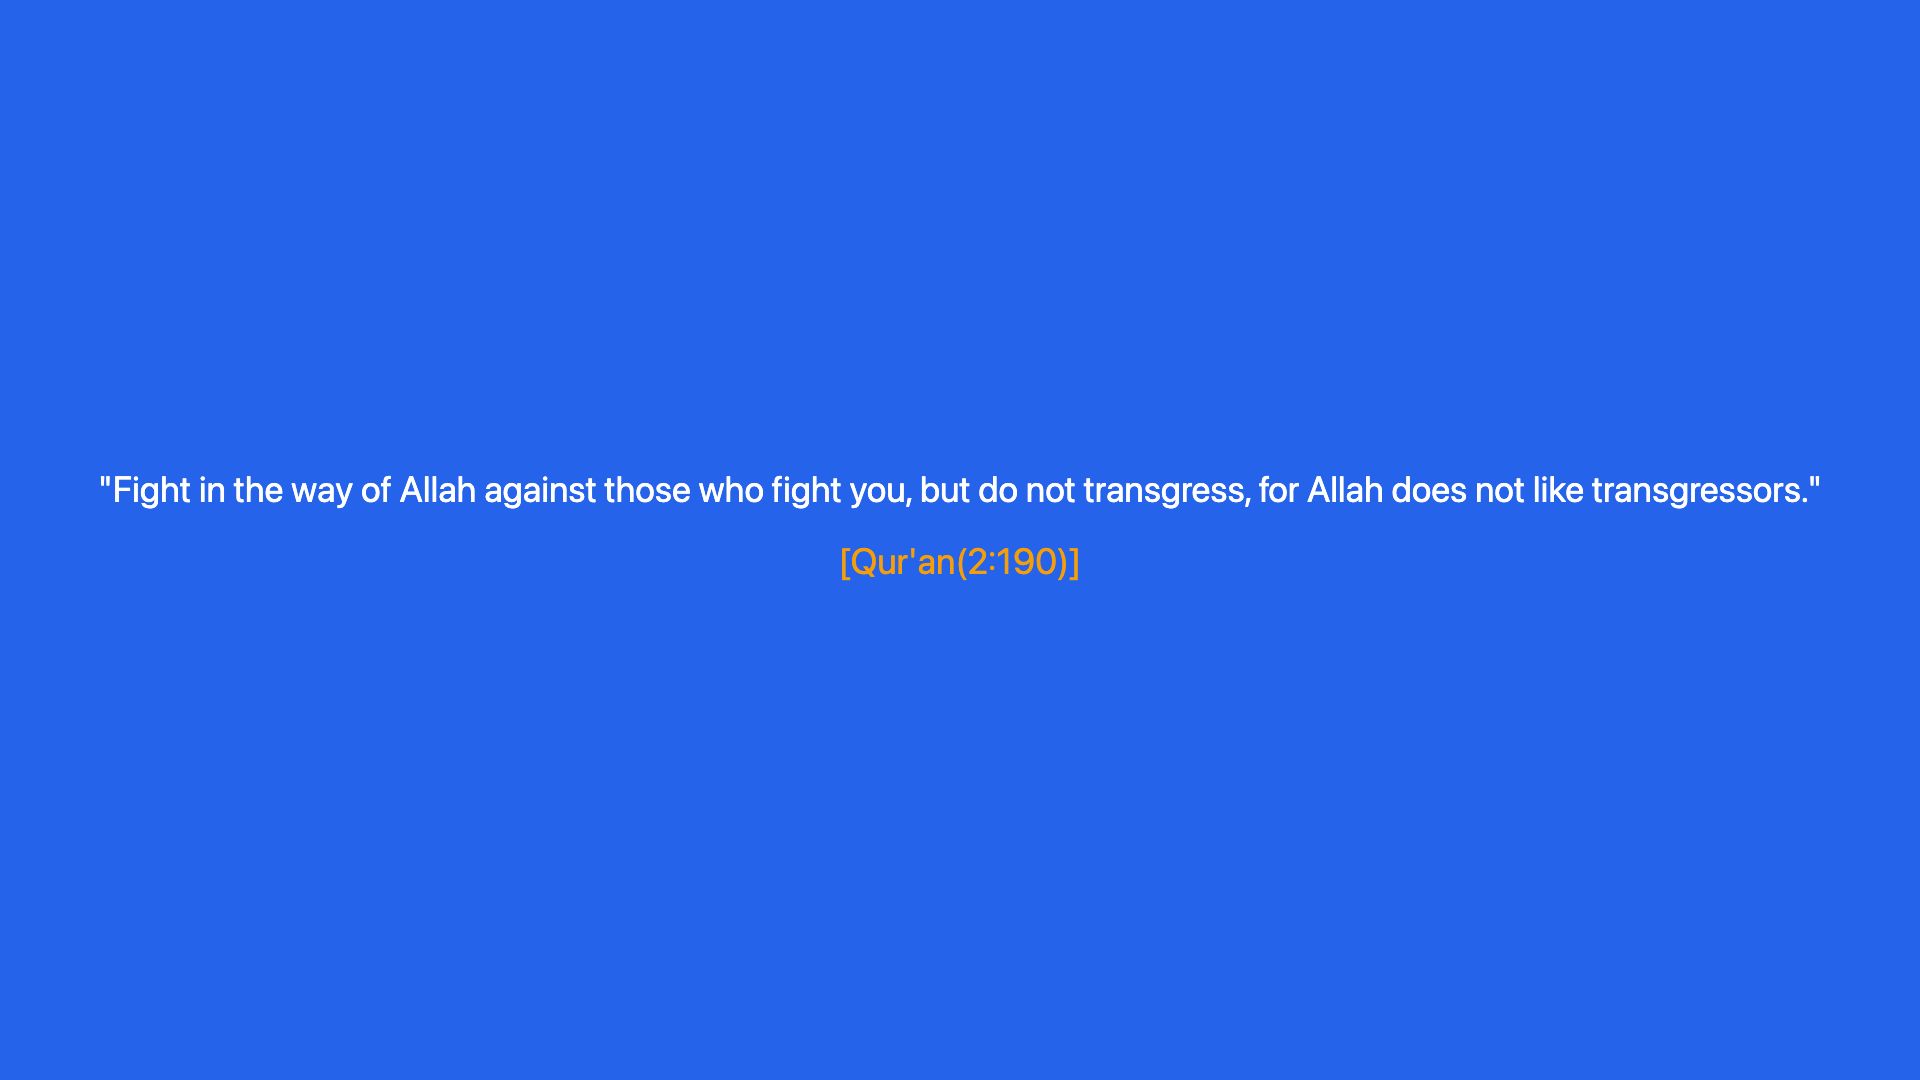 "Fight in the way of Allah against those who fight you, but do not transgress, for Allah does not like transgressors."
[Qur'an(2:190)]